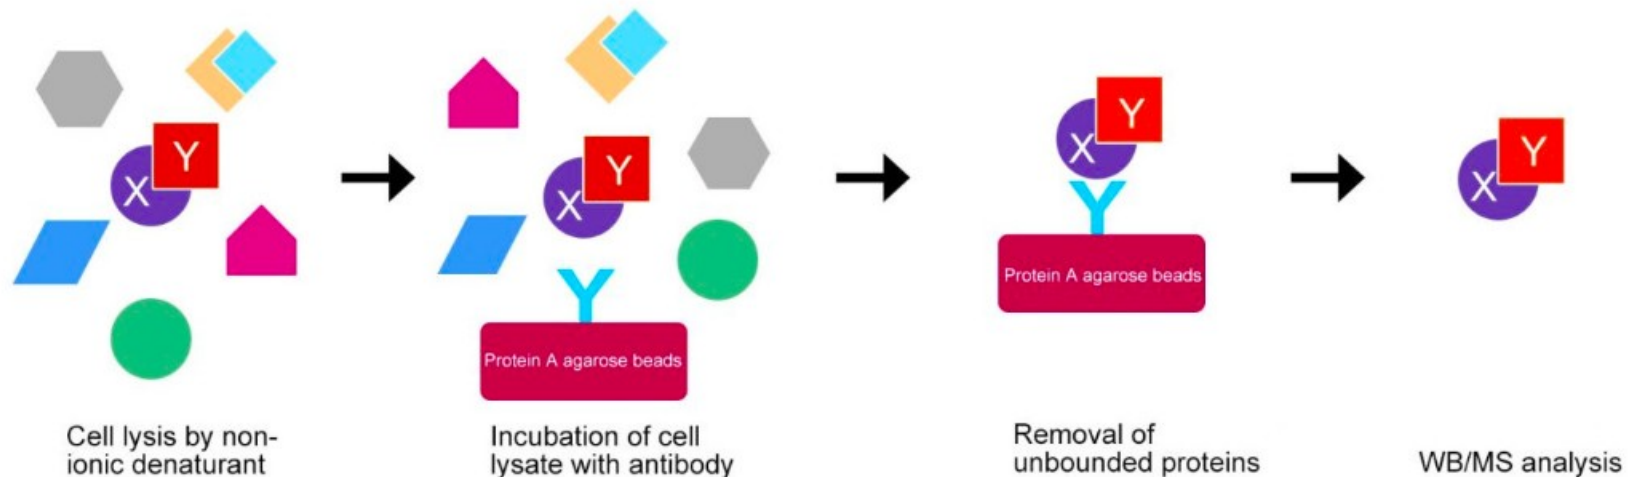 X
Y
X
Y
Protein A agarose beads
X
Y
Protein A agarose beads
X
Y
Cell lysis by non-
ionic denaturant
Incubation of cell
lysate with antibody
Removal of
unbounded proteins
WB/MS analysis